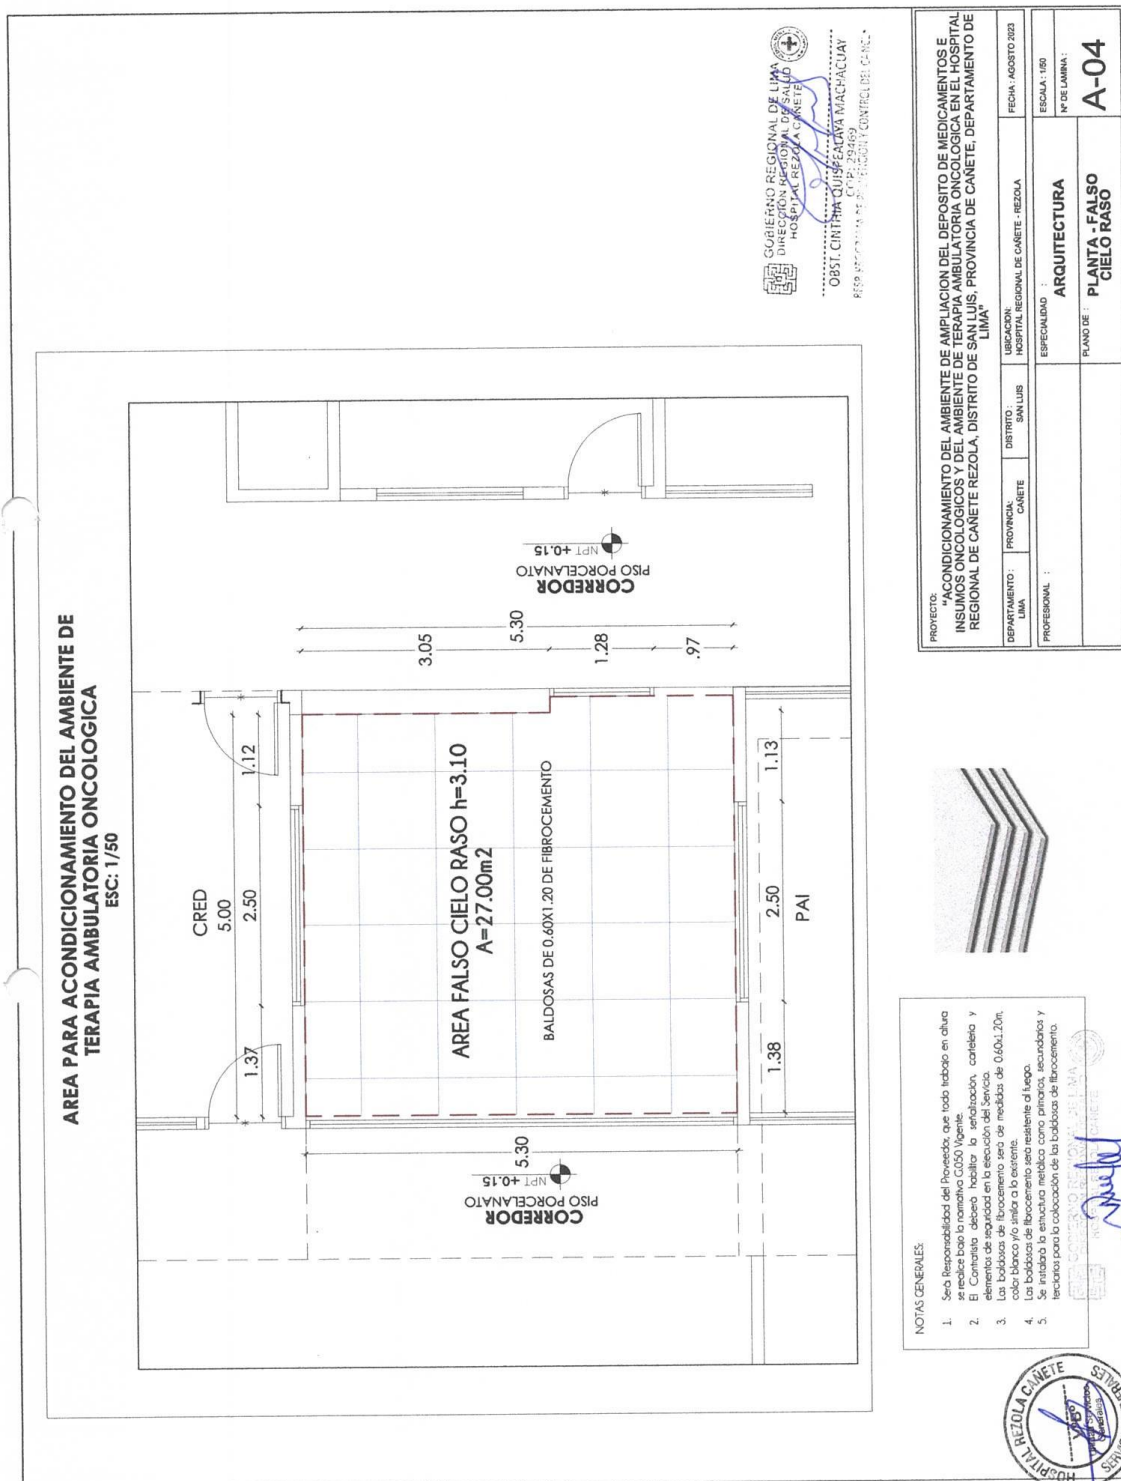 AREA PARA ACONDICIONAMIENTO DEL AMBIENTE DE
TERAPIA AMBULATORIA ONCOLOGICA
ESC: 1/50
CRED
5.00
1.37
2.50
1.12
CORREDOR
PISO PORCELANATO
NPT +0.15
5.30
AREA FALSO CIELO RASO h=3.10
A=27.00m2
BALDOSAS DE 0.60X1.20 DE FIBROCEMENTO
3.05
5.30
1.28
.97
CORREDOR
PISO PORCELANATO
NPT +0.15
1.38
2.50
1.13
PAI
GOBIERNO REGIONAL DE LIMA
DIRECCIÓN REGIONAL DE SALUD
HOSPITAL REZOLA CAÑETE
OBST. CINTHIA QUISPEALAYA MACHACUAY
COP: 29469
NOTAS GENERALES:
1. Será Responsabilidad del Proveedor, que todo trabajo en altura
se realice bajo la normativa G.050 Vigente.
2. El Contratista deberá habilitar la señalización, cartelería y
elementos de seguridad en la ejecución del Servicio.
3. Las baldosas de fibrocemento será de medidas de 0.60x1.20m,
color blanco y/o similar a lo existente.
4. Las baldosas de fibrocemento será resistente al fuego.
5. Se instalará la estructura metálica como primarios, secundarios y
terciarios para la colocación de las baldosas de fibrocemento.
GOBIERNO REGIONAL DE LIMA
HOSPITAL REZOLA CAÑETE
VºBº
PROYECTO:
"ACONDICIONAMIENTO DEL AMBIENTE DE AMPLIACION DEL DEPOSITO DE MEDICAMENTOS E
INSUMOS ONCOLOGICOS Y DEL AMBIENTE DE TERAPIA AMBULATORIA ONCOLOGICA EN EL HOSPITAL
REGIONAL DE CAÑETE REZOLA, DISTRITO DE SAN LUIS, PROVINCIA DE CAÑETE, DEPARTAMENTO DE
LIMA"
DEPARTAMENTO :
LIMA
PROVINCIA:
CAÑETE
DISTRITO :
SAN LUIS
UBICACION:
HOSPITAL REGIONAL DE CAÑETE - REZOLA
FECHA : AGOSTO 2023
PROFESIONAL :
ESPECIALIDAD :
ARQUITECTURA
ESCALA : 1/50
PLANO DE :
PLANTA - FALSO
CIELO RASO
Nº DE LAMINA :
A-04